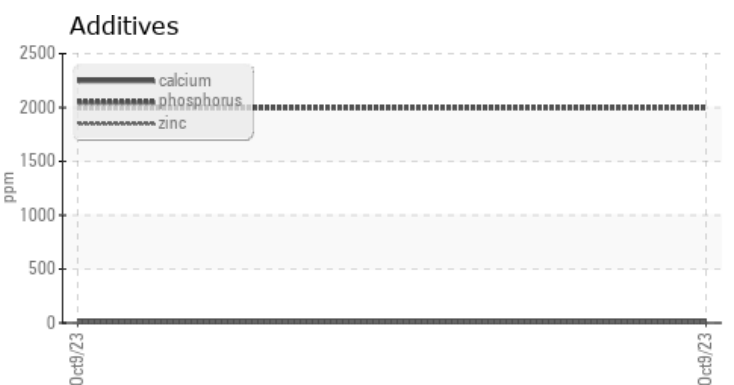 Additives
2500
2000
1500
1000
500
0
ppm
calcium
phosphorus
zinc
Oct9/23
Oct9/23